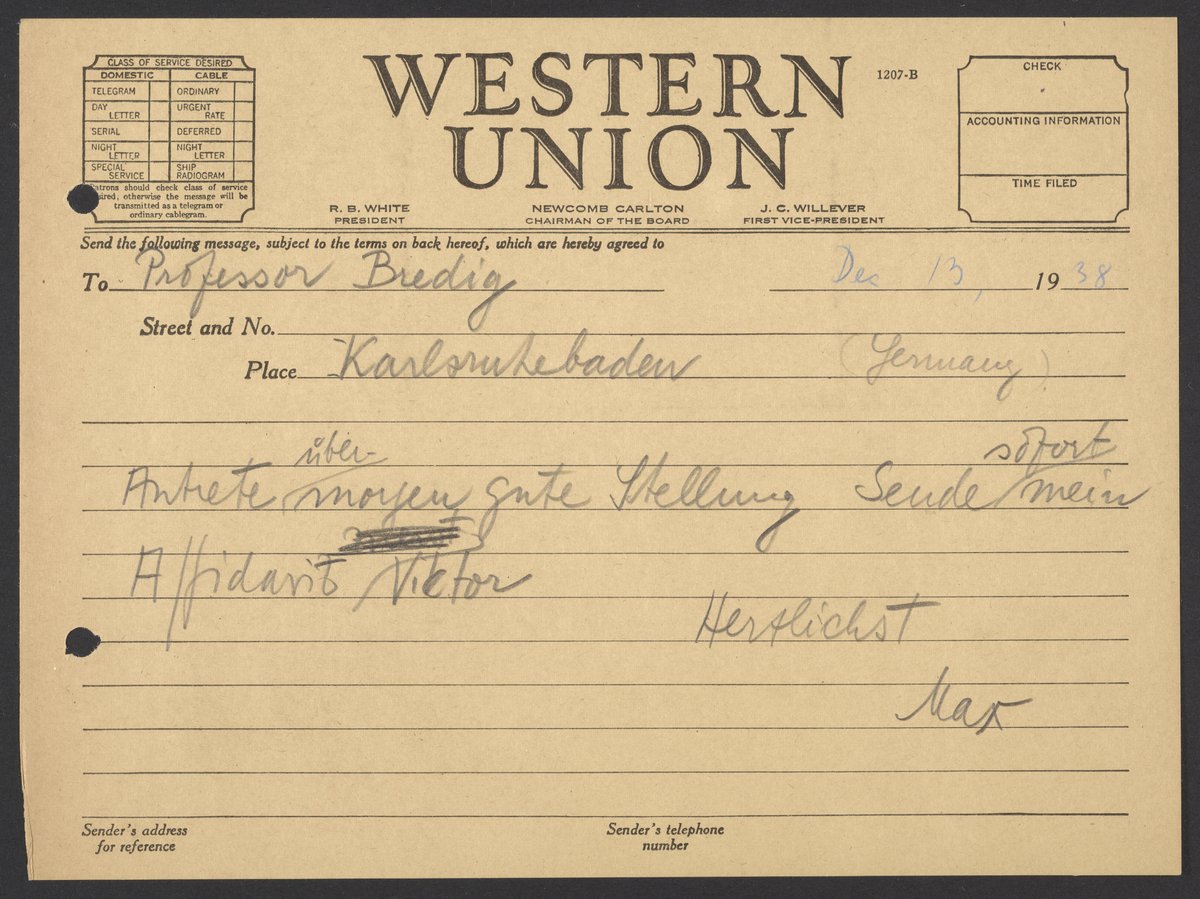 CLASS OF SERVICE DESIRED
DOMESTIC CABLE
TELEGRAM ORDINARY
DAY LETTER URGENT RATE
SERIAL DEFERRED
NIGHT LETTER NIGHT LETTER
SPECIAL SERVICE SHIP RADIOGRAM
Patrons should check class of service
desired; otherwise the message will be
transmitted as a telegram or
ordinary cablegram.
WESTERN
UNION
1207-B
CHECK
ACCOUNTING INFORMATION
TIME FILED
R. B. WHITE
PRESIDENT
NEWCOMB CARLTON
CHAIRMAN OF THE BOARD
J. C. WILLEVER
FIRST VICE-PRESIDENT
Send the following message, subject to the terms on back hereof, which are hereby agreed to
To Professor Bredig Dec 13, 1938
Street and No.
Place Karlsruhebaden (Germany)
über- sofort
Antrete morgen gute Stellung Sende mein
Affidavit Victor
Hertlichst
Max
Sender's address
for reference
Sender's telephone
number